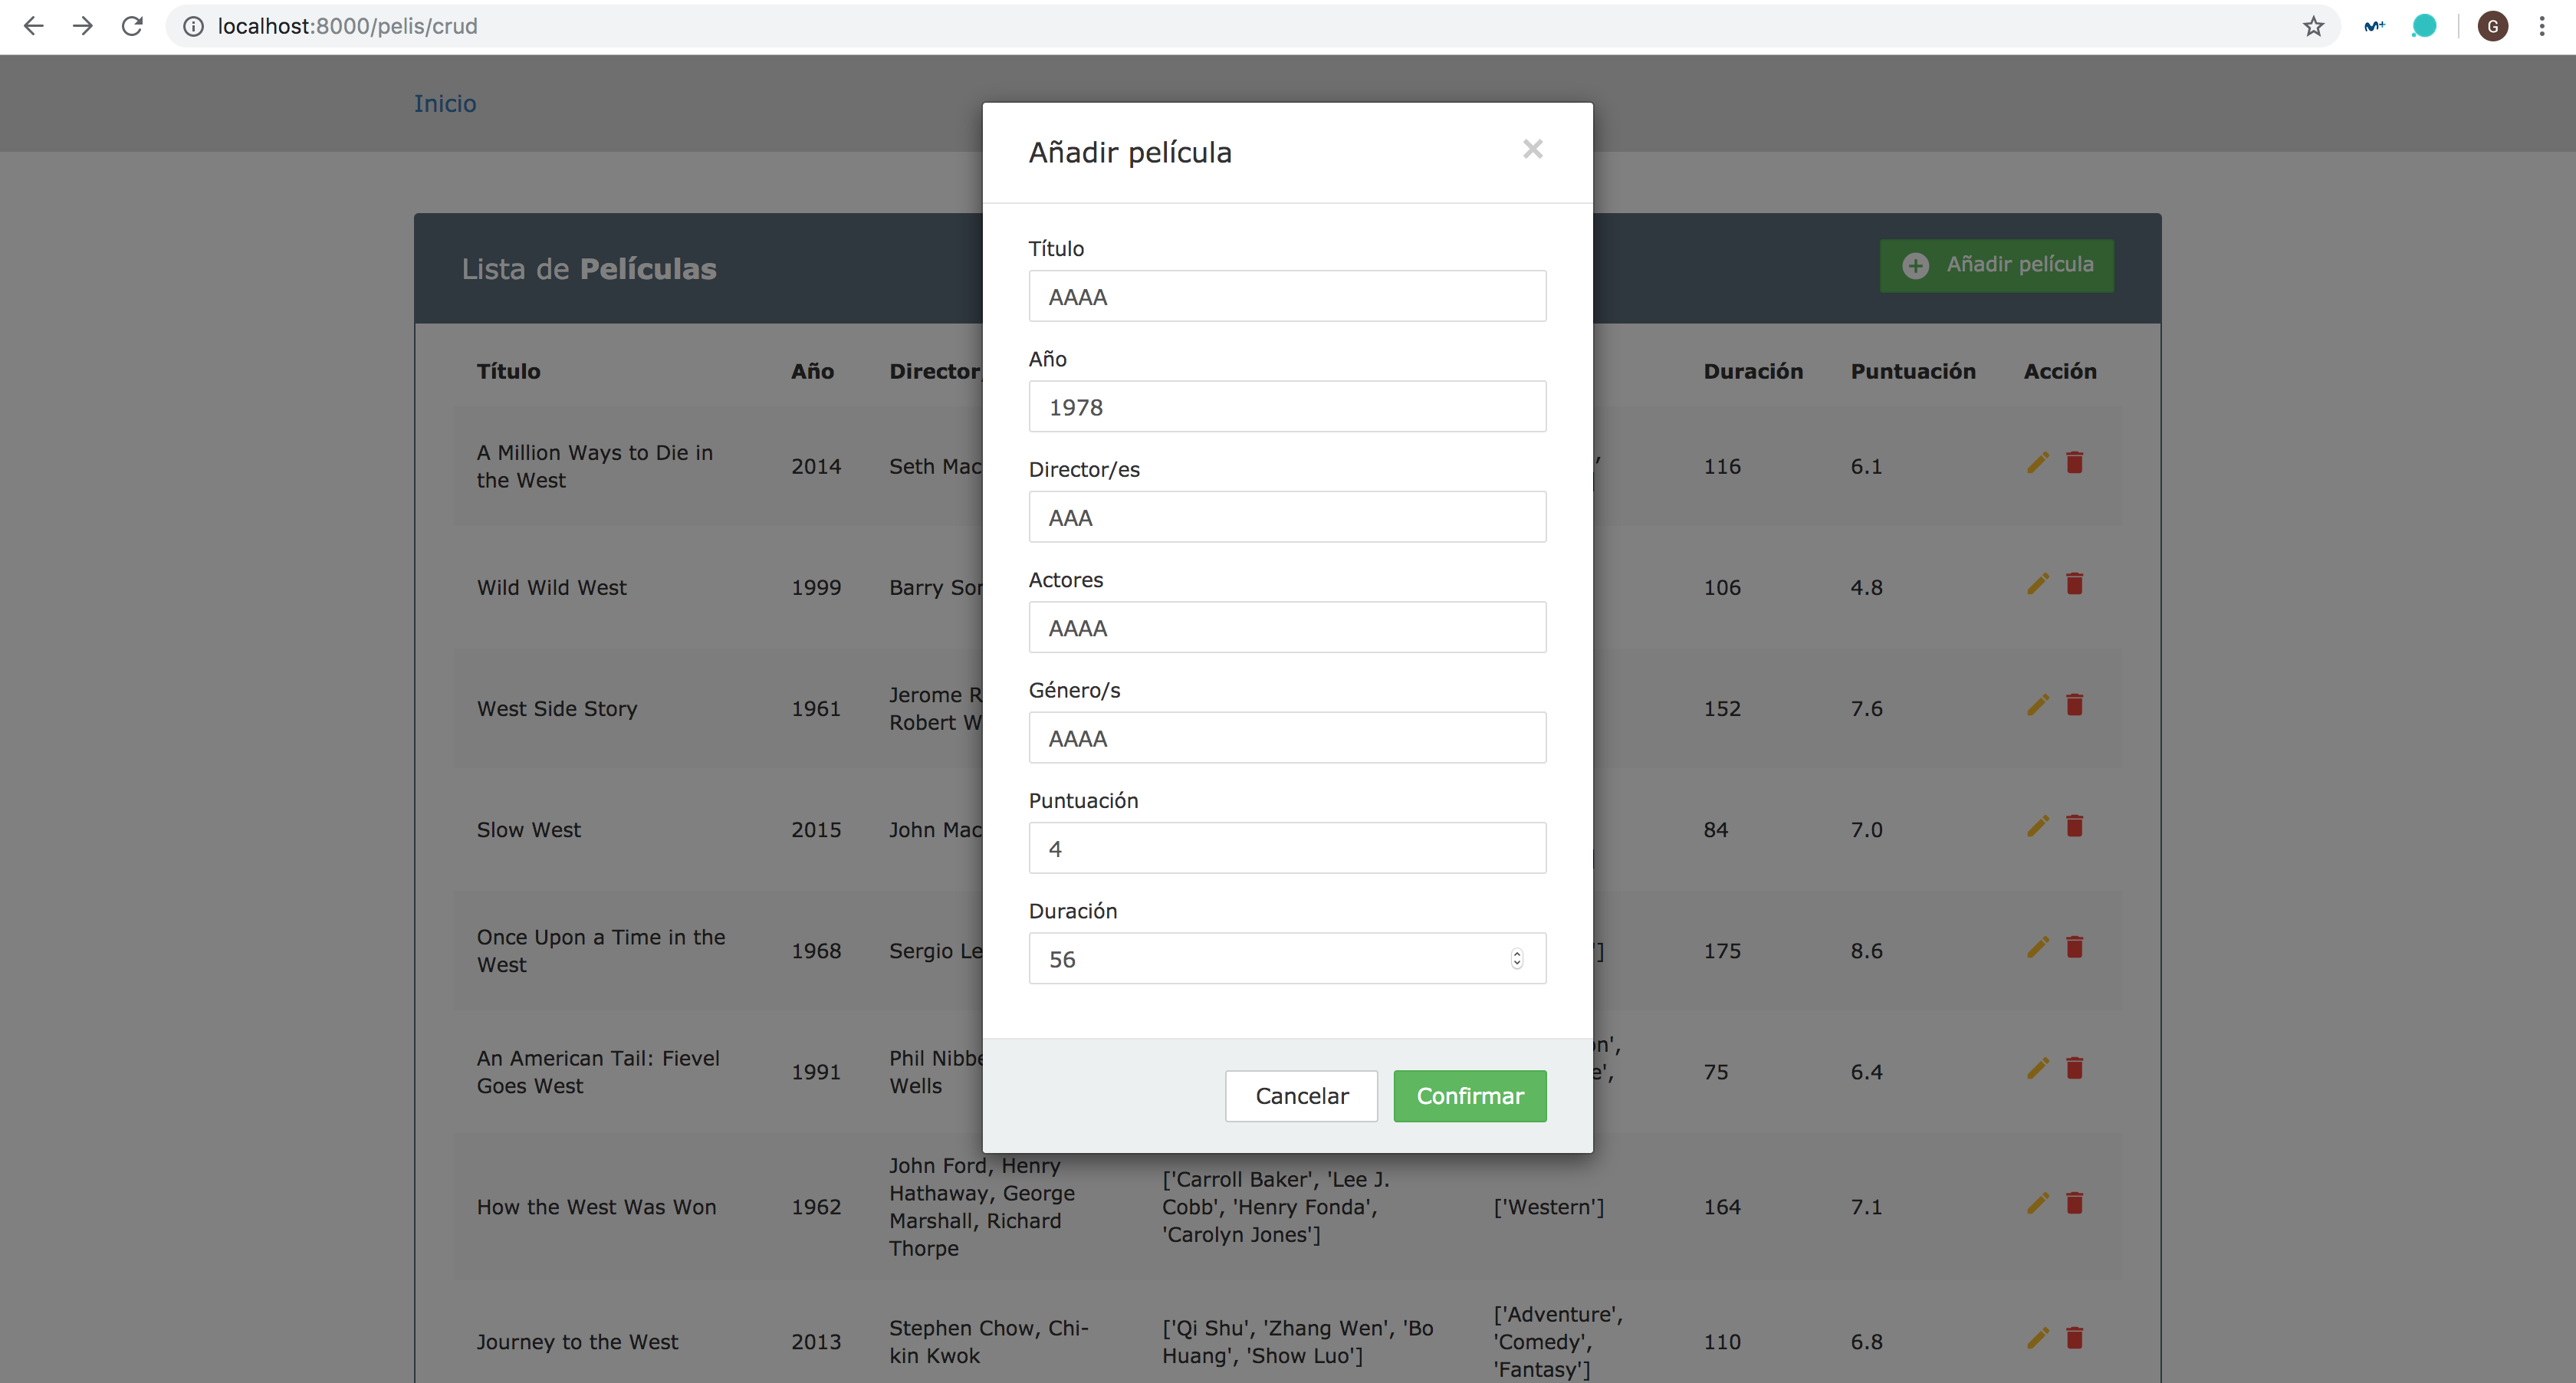 localhost:8000/pelis/crud
G
Inicio
Añadir película
Título
AAAA
Año
1978
Director/es
AAA
Actores
AAAA
Género/s
AAAA
Puntuación
4
Duración
56
Cancelar Confirmar
Lista de Películas
Añadir película
Título Año Director Duración Puntuación Acción
A Million Ways to Die in
the West
2014 Seth Mac 116 6.1
Wild Wild West 1999 Barry Son 106 4.8
West Side Story 1961
Jerome R
Robert W
152 7.6
Slow West 2015 John Mac 84 7.0
Once Upon a Time in the
West
1968 Sergio Le '] 175 8.6
An American Tail: Fievel
Goes West
1991
Phil Nibbe
Wells
on',
e',
75 6.4
How the West Was Won 1962
John Ford, Henry
Hathaway, George
Marshall, Richard
Thorpe
['Carroll Baker', 'Lee J.
Cobb', 'Henry Fonda',
'Carolyn Jones']
['Western'] 164 7.1
Journey to the West 2013
Stephen Chow, Chi-
kin Kwok
['Qi Shu', 'Zhang Wen', 'Bo
Huang', 'Show Luo']
['Adventure',
'Comedy',
'Fantasy']
110 6.8